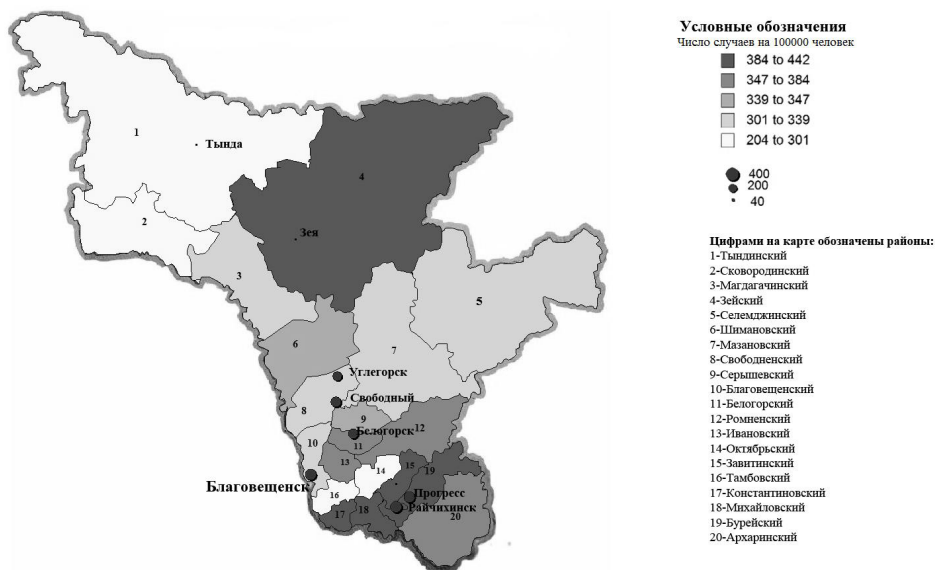 Условные обозначения
Число случаев на 100000 человек
384 to 442
347 to 384
339 to 347
301 to 339
204 to 301
400
200
40
Цифрами на карте обозначены районы:
1-Тындинский
2-Сковородинский
3-Магдагачинский
4-Зейский
5-Селемджинский
6-Шимановский
7-Мазановский
8-Свободненский
9-Серышевский
10-Благовещенский
11-Белогорский
12-Ромненский
13-Ивановский
14-Октябрьский
15-Завитинский
16-Тамбовский
17-Константиновский
18-Михайловский
19-Бурейский
20-Архаринский
1
Тында
4
2
Зея
3
5
6
7
Углегорск
Свободный
8
9
12
Белогорск
10
11
13
14
15
19
Благовещенск
16
Прогресс
Райчихинск
17
18
20